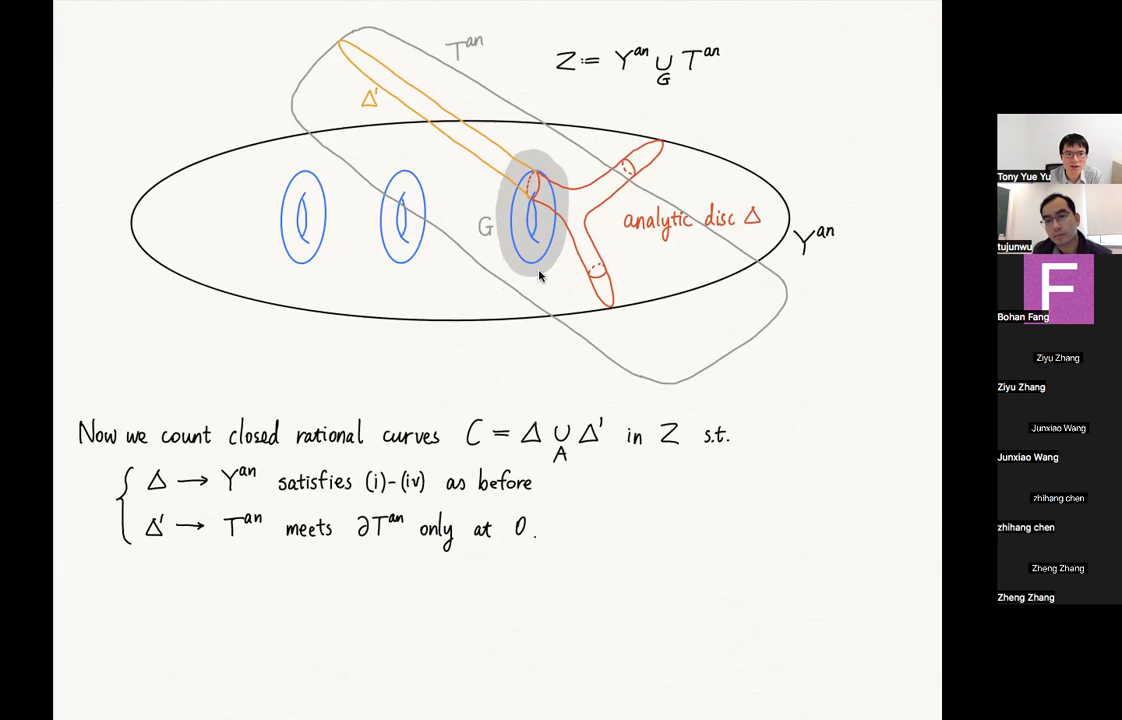 T^an
Z := Y^an ∪ T^an
G
Δ'
G
analytic disc Δ
Y^an
Now we count closed rational curves C = Δ ∪ Δ' in Z s.t.
A
Δ → Y^an satisfies (i)-(iv) as before
Δ' → T^an meets ∂T^an only at 0.
Tony Yue Yu
tujunwu
F
Bohan Fang
Ziyu Zhang
Ziyu Zhang
Junxiao Wang
Junxiao Wang
zhihang chen
zhihang chen
Zheng Zhang
Zheng Zhang